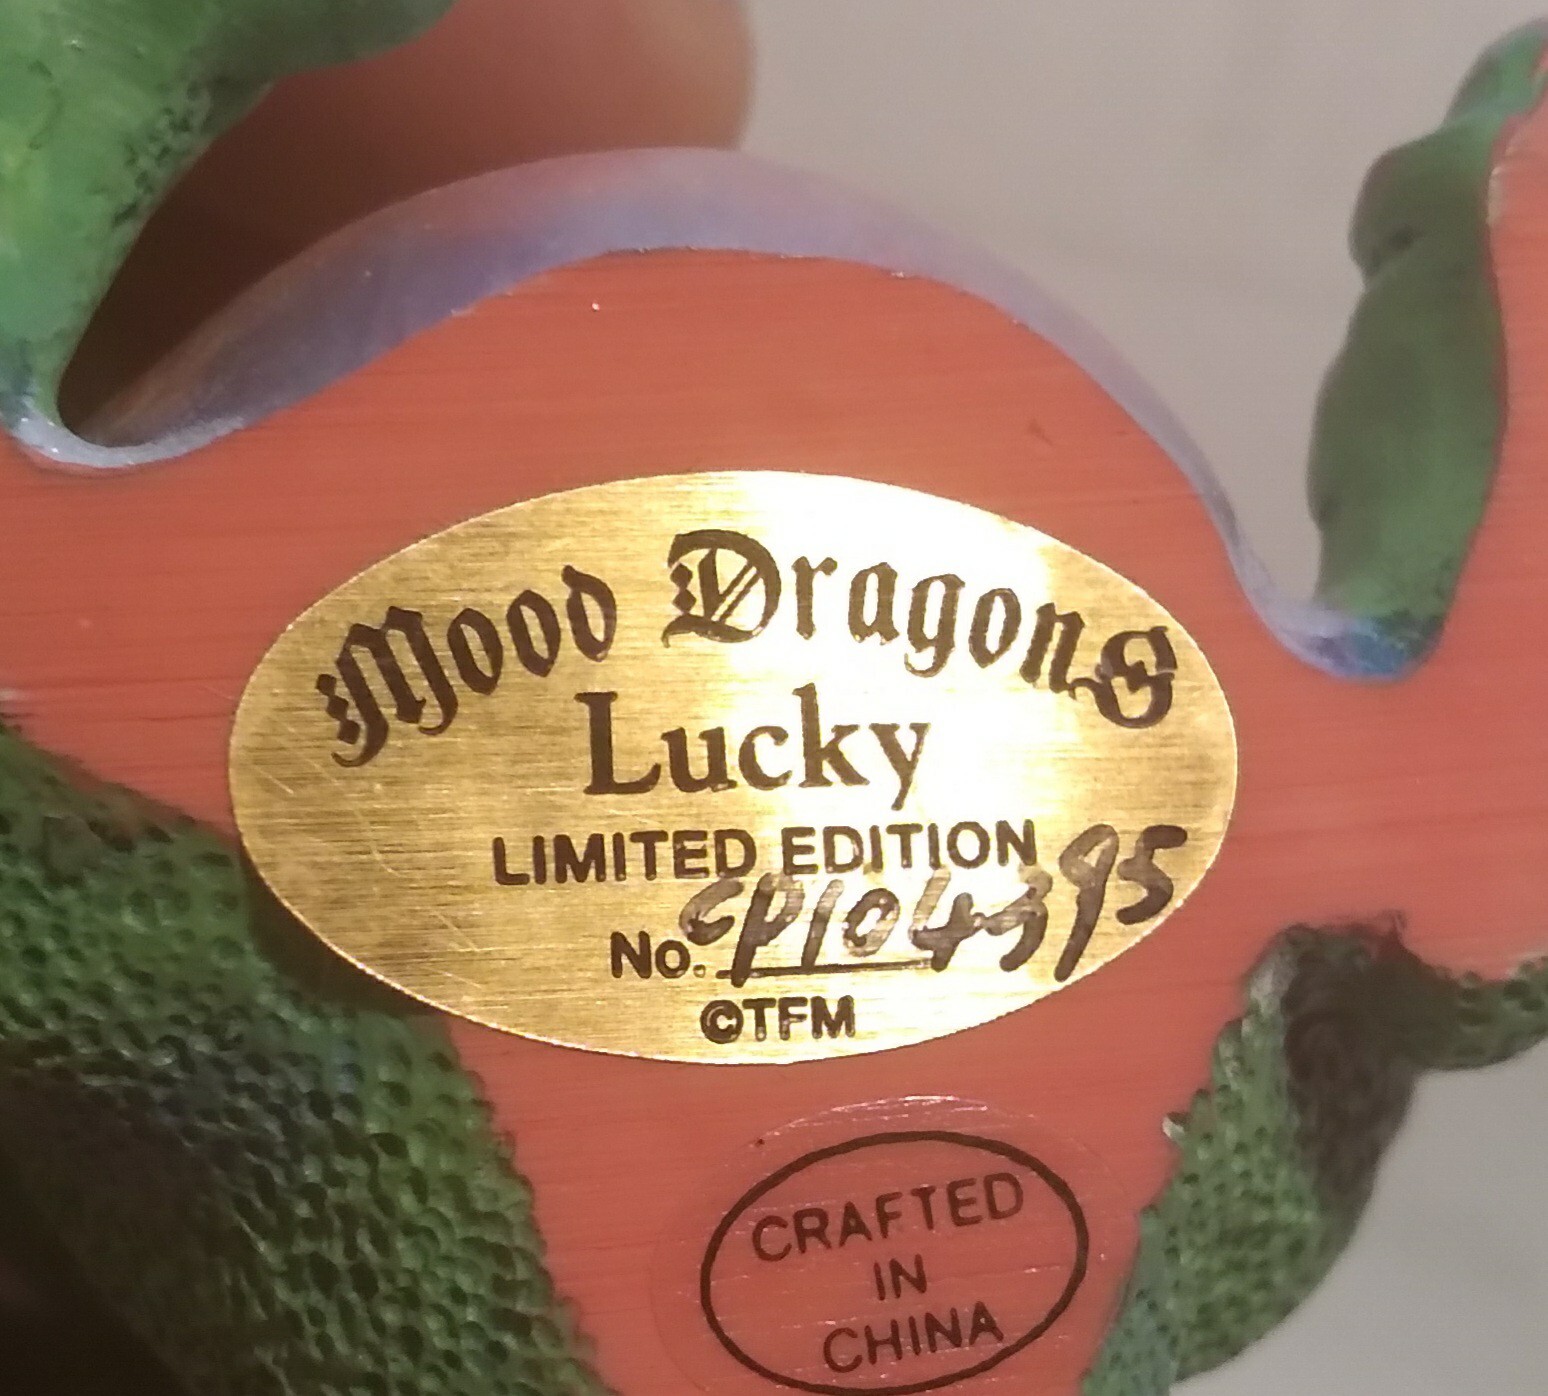 Mood Dragons
Lucky
LIMITED EDITION
No. CP104395
©TFM
CRAFTED
IN
CHINA